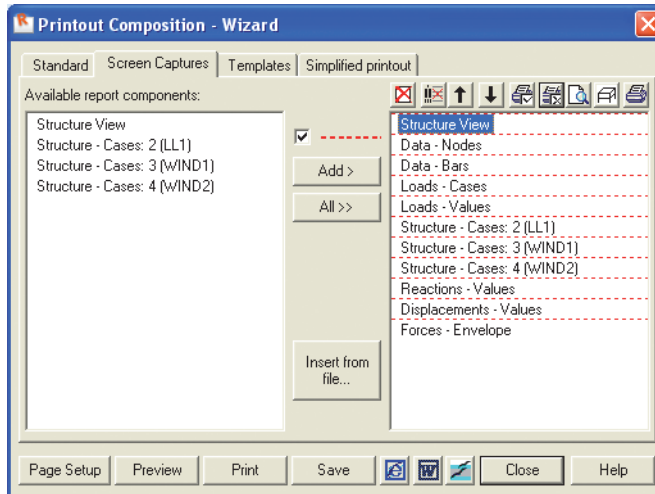 Printout Composition - Wizard
Standard
Screen Captures
Templates
Simplified printout
Available report components:
Structure View
Structure - Cases: 2 (LL1)
Structure - Cases: 3 (WIND1)
Structure - Cases: 4 (WIND2)
Add >
All >>
Insert from
file...
Structure View
Data - Nodes
Data - Bars
Loads - Cases
Loads - Values
Structure - Cases: 2 (LL1)
Structure - Cases: 3 (WIND1)
Structure - Cases: 4 (WIND2)
Reactions - Values
Displacements - Values
Forces - Envelope
Page Setup
Preview
Print
Save
Close
Help